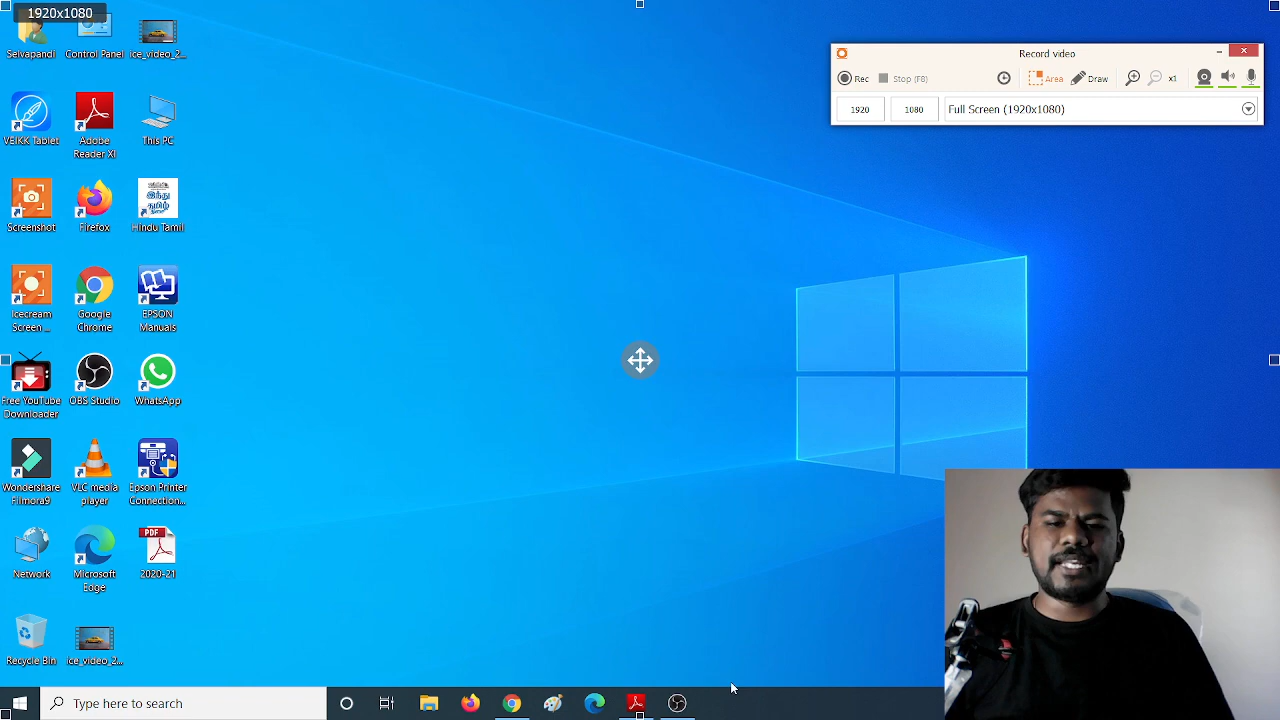 1920x1080
Selvapandi
Control Panel
ice_video_2...
Record video
Rec
Stop (F8)
Area
Draw
x1
1920
1080
Full Screen (1920x1080)
VEIKK Tablet
Adobe
Reader XI
This PC
Screenshot
Firefox
இந்து
தமிழ்
Hindu Tamil
Icecream
Screen ...
Google
Chrome
EPSON
Manuals
Free YouTube
Downloader
OBS Studio
WhatsApp
Wondershare
Filmora9
VLC media
player
Epson Printer
Connection...
Network
Microsoft
Edge
PDF
2020-21
Recycle Bin
ice_video_2...
Type here to search